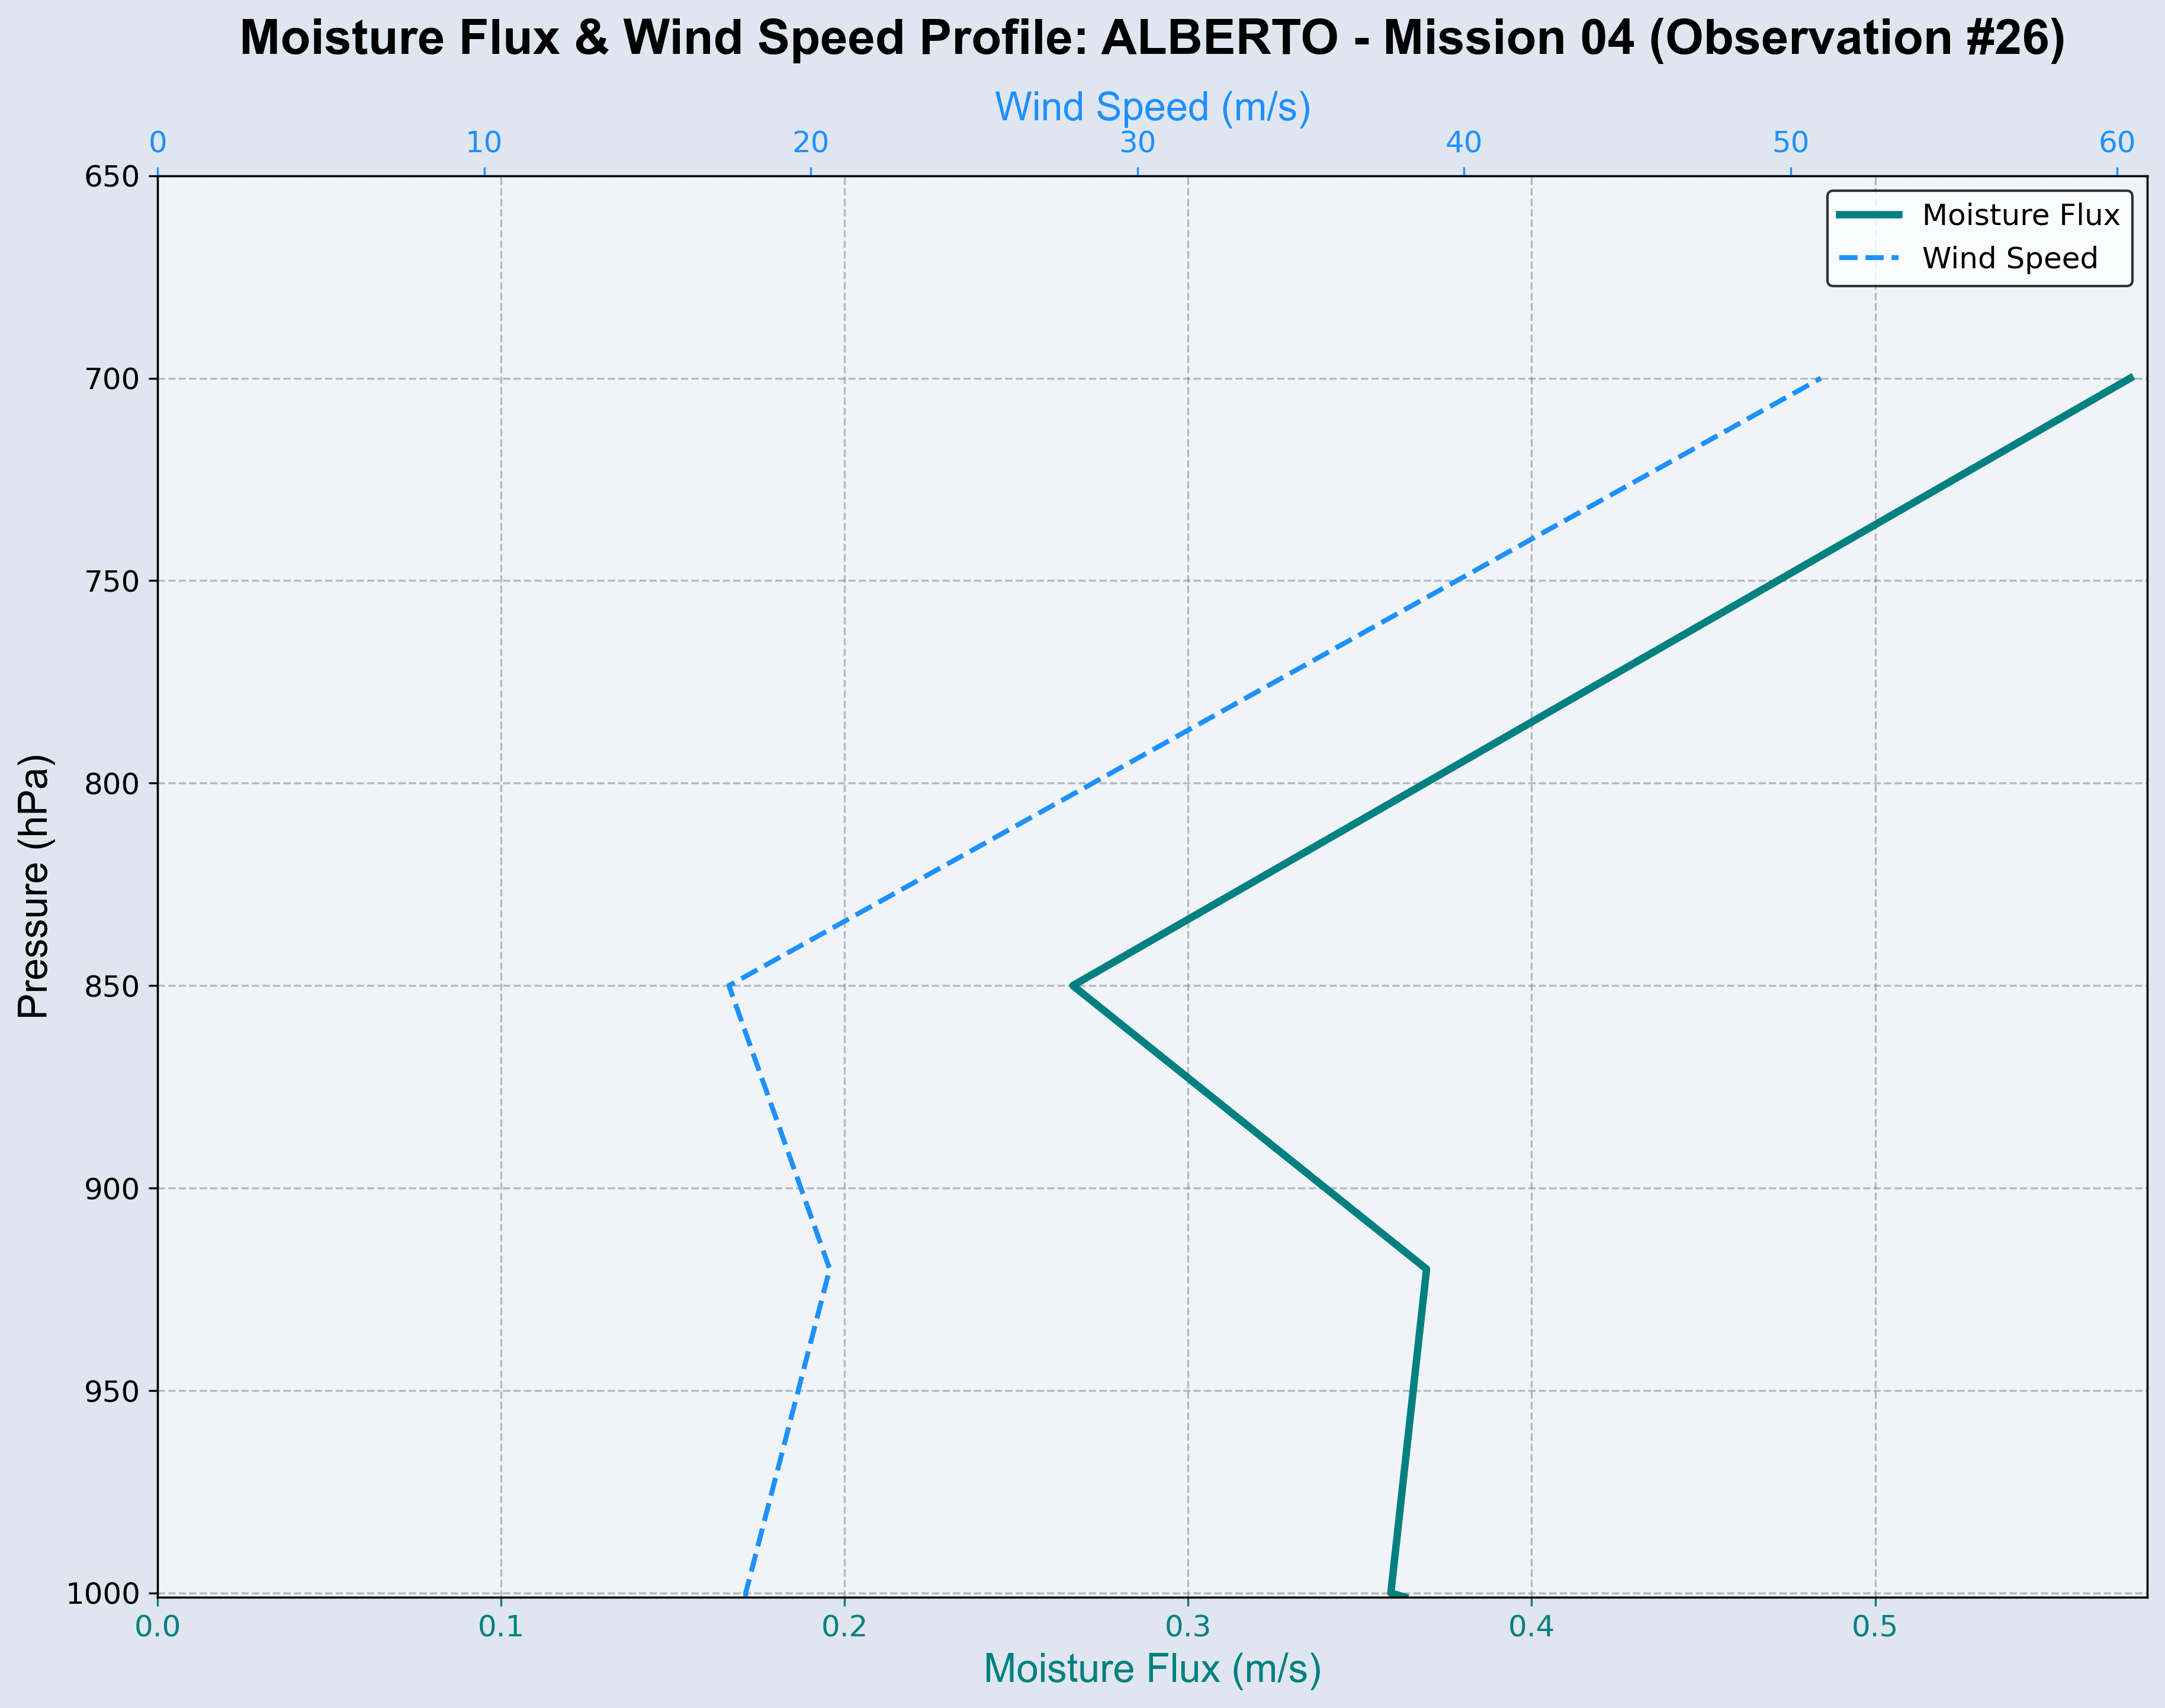 Moisture Flux & Wind Speed Profile: ALBERTO - Mission 04 (Observation #26)
Wind Speed (m/s)
0 10 20 30 40 50 60
Moisture Flux
Wind Speed
Pressure (hPa)
650
700
750
800
850
900
950
1000
0.0 0.1 0.2 0.3 0.4 0.5
Moisture Flux (m/s)